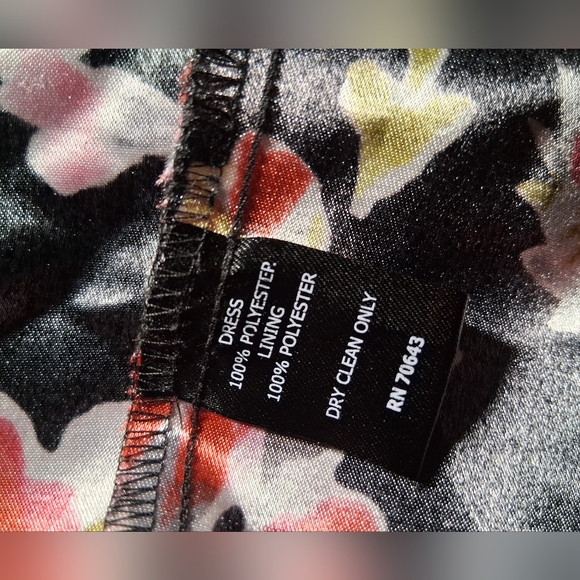 DRESS
100% POLYESTER
LINING
100% POLYESTER
DRY CLEAN ONLY
RN 70643